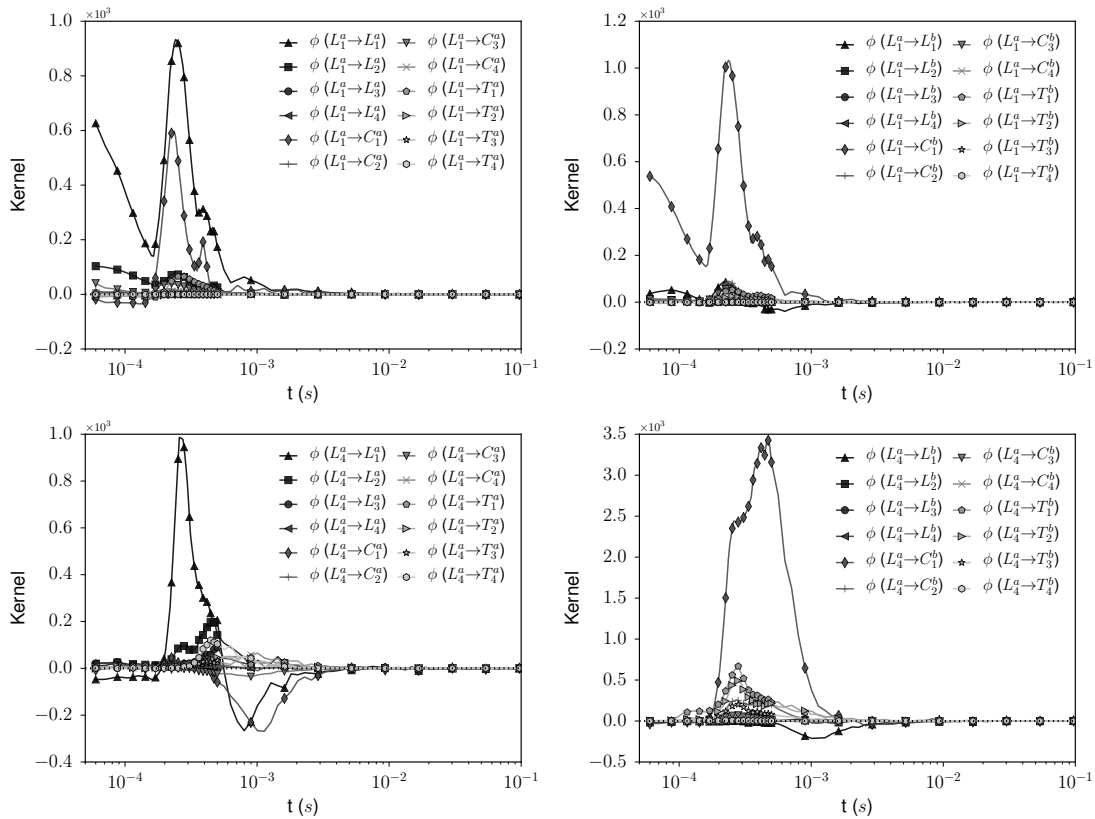 ×10³
1.0
0.8
0.6
0.4
0.2
0.0
−0.2
Kernel
10⁻⁴ 10⁻³ 10⁻² 10⁻¹
t (s)
ϕ (L₁ᵃ→L₁ᵃ) ϕ (L₁ᵃ→C₃ᵃ)
ϕ (L₁ᵃ→L₂ᵃ) ϕ (L₁ᵃ→C₄ᵃ)
ϕ (L₁ᵃ→L₃ᵃ) ϕ (L₁ᵃ→T₁ᵃ)
ϕ (L₁ᵃ→L₄ᵃ) ϕ (L₁ᵃ→T₂ᵃ)
ϕ (L₁ᵃ→C₁ᵃ) ϕ (L₁ᵃ→T₃ᵃ)
ϕ (L₁ᵃ→C₂ᵃ) ϕ (L₁ᵃ→T₄ᵃ)
×10³
1.2
1.0
0.8
0.6
0.4
0.2
0.0
−0.2
Kernel
10⁻⁴ 10⁻³ 10⁻² 10⁻¹
t (s)
ϕ (L₁ᵃ→L₁ᵇ) ϕ (L₁ᵃ→C₃ᵇ)
ϕ (L₁ᵃ→L₂ᵇ) ϕ (L₁ᵃ→C₄ᵇ)
ϕ (L₁ᵃ→L₃ᵇ) ϕ (L₁ᵃ→T₁ᵇ)
ϕ (L₁ᵃ→L₄ᵇ) ϕ (L₁ᵃ→T₂ᵇ)
ϕ (L₁ᵃ→C₁ᵇ) ϕ (L₁ᵃ→T₃ᵇ)
ϕ (L₁ᵃ→C₂ᵇ) ϕ (L₁ᵃ→T₄ᵇ)
×10³
1.0
0.8
0.6
0.4
0.2
0.0
−0.2
−0.4
Kernel
10⁻⁴ 10⁻³ 10⁻² 10⁻¹
t (s)
ϕ (L₄ᵃ→L₁ᵃ) ϕ (L₄ᵃ→C₃ᵃ)
ϕ (L₄ᵃ→L₂ᵃ) ϕ (L₄ᵃ→C₄ᵃ)
ϕ (L₄ᵃ→L₃ᵃ) ϕ (L₄ᵃ→T₁ᵃ)
ϕ (L₄ᵃ→L₄ᵃ) ϕ (L₄ᵃ→T₂ᵃ)
ϕ (L₄ᵃ→C₁ᵃ) ϕ (L₄ᵃ→T₃ᵃ)
ϕ (L₄ᵃ→C₂ᵃ) ϕ (L₄ᵃ→T₄ᵃ)
×10³
3.5
3.0
2.5
2.0
1.5
1.0
0.5
0.0
−0.5
Kernel
10⁻⁴ 10⁻³ 10⁻² 10⁻¹
t (s)
ϕ (L₄ᵃ→L₁ᵇ) ϕ (L₄ᵃ→C₃ᵇ)
ϕ (L₄ᵃ→L₂ᵇ) ϕ (L₄ᵃ→C₄ᵇ)
ϕ (L₄ᵃ→L₃ᵇ) ϕ (L₄ᵃ→T₁ᵇ)
ϕ (L₄ᵃ→L₄ᵇ) ϕ (L₄ᵃ→T₂ᵇ)
ϕ (L₄ᵃ→C₁ᵇ) ϕ (L₄ᵃ→T₃ᵇ)
ϕ (L₄ᵃ→C₂ᵇ) ϕ (L₄ᵃ→T₄ᵇ)